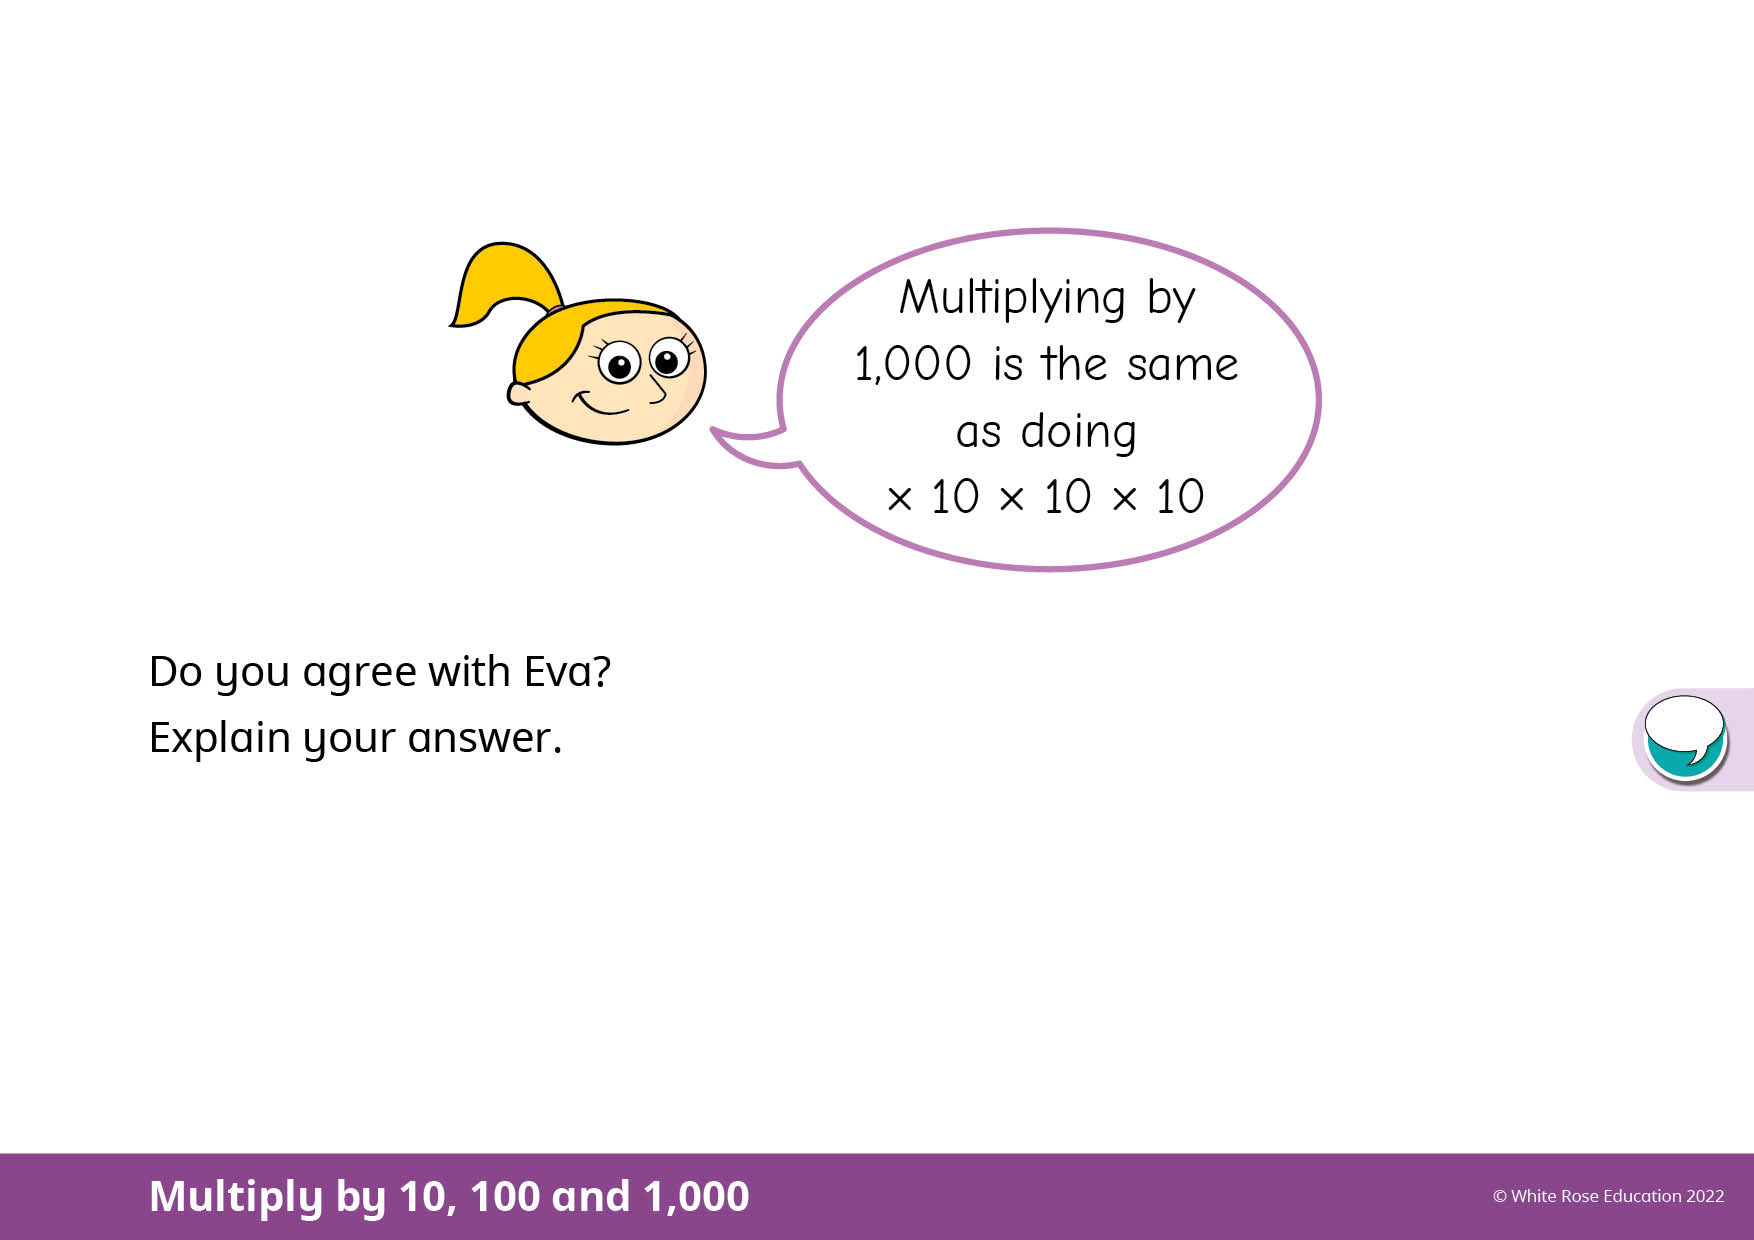 Multiplying by
1,000 is the same
as doing
× 10 × 10 × 10
Do you agree with Eva?
Explain your answer.
Multiply by 10, 100 and 1,000
© White Rose Education 2022